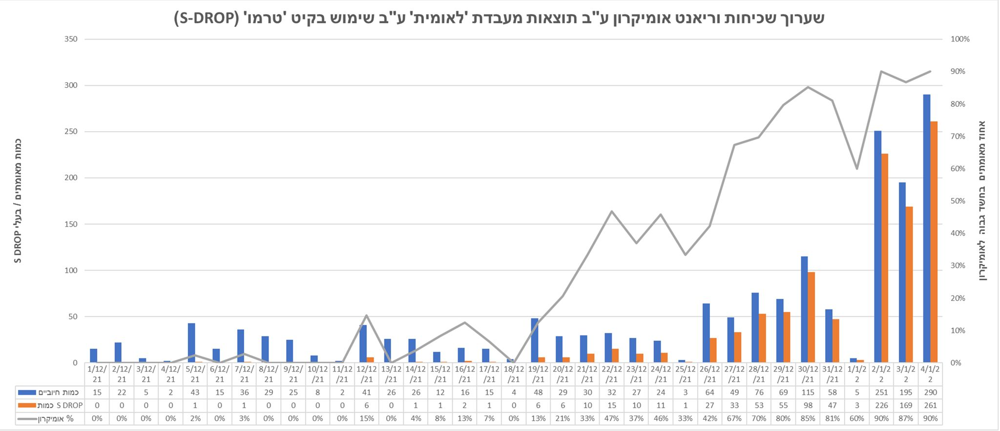 שערוך שכיחות וריאנט אומיקרון ע"ב תוצאות מעבדת 'לאומית' ע"ב שימוש בקיט 'טרמו' (S-DROP)
כמות מאומתים / בעלי S DROP
350
300
250
200
150
100
50
0
100%
90%
80%
70%
60%
50%
40%
30%
20%
10%
0%
אחוז מאומתים בחשד גבוה לאומיקרון
1/12/21 2/12/21 3/12/21 4/12/21 5/12/21 6/12/21 7/12/21 8/12/21 9/12/21 10/12/21 11/12/21 12/12/21 13/12/21 14/12/21 15/12/21 16/12/21 17/12/21 18/12/21 19/12/21 20/12/21 21/12/21 22/12/21 23/12/21 24/12/21 25/12/21 26/12/21 27/12/21 28/12/21 29/12/21 30/12/21 31/12/21 1/1/22 2/1/22 3/1/22 4/1/22
כמות חיוביים 15 22 5 2 43 15 36 29 25 8 2 41 26 26 12 16 15 4 48 29 30 32 27 24 3 64 49 76 69 115 58 5 251 195 290
כמות S DROP 0 0 0 0 1 0 1 0 0 0 0 6 0 1 1 2 1 0 6 6 10 15 10 11 1 27 33 53 55 98 47 3 226 169 261
אומיקרון % 0% 0% 0% 0% 2% 0% 3% 0% 0% 0% 0% 15% 0% 4% 8% 13% 7% 0% 13% 21% 33% 47% 37% 46% 33% 42% 67% 70% 80% 85% 81% 60% 90% 87% 90%